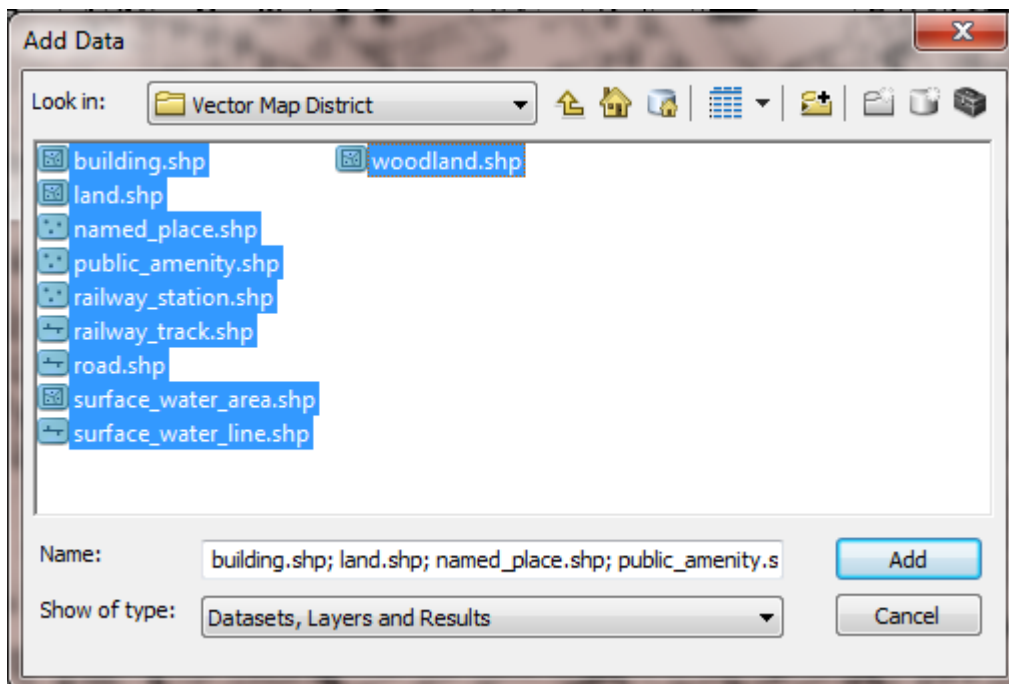 Add Data
Look in: Vector Map District
building.shp
land.shp
named_place.shp
public_amenity.shp
railway_station.shp
railway_track.shp
road.shp
surface_water_area.shp
surface_water_line.shp
woodland.shp
Name: building.shp; land.shp; named_place.shp; public_amenity.s Add
Show of type: Datasets, Layers and Results Cancel